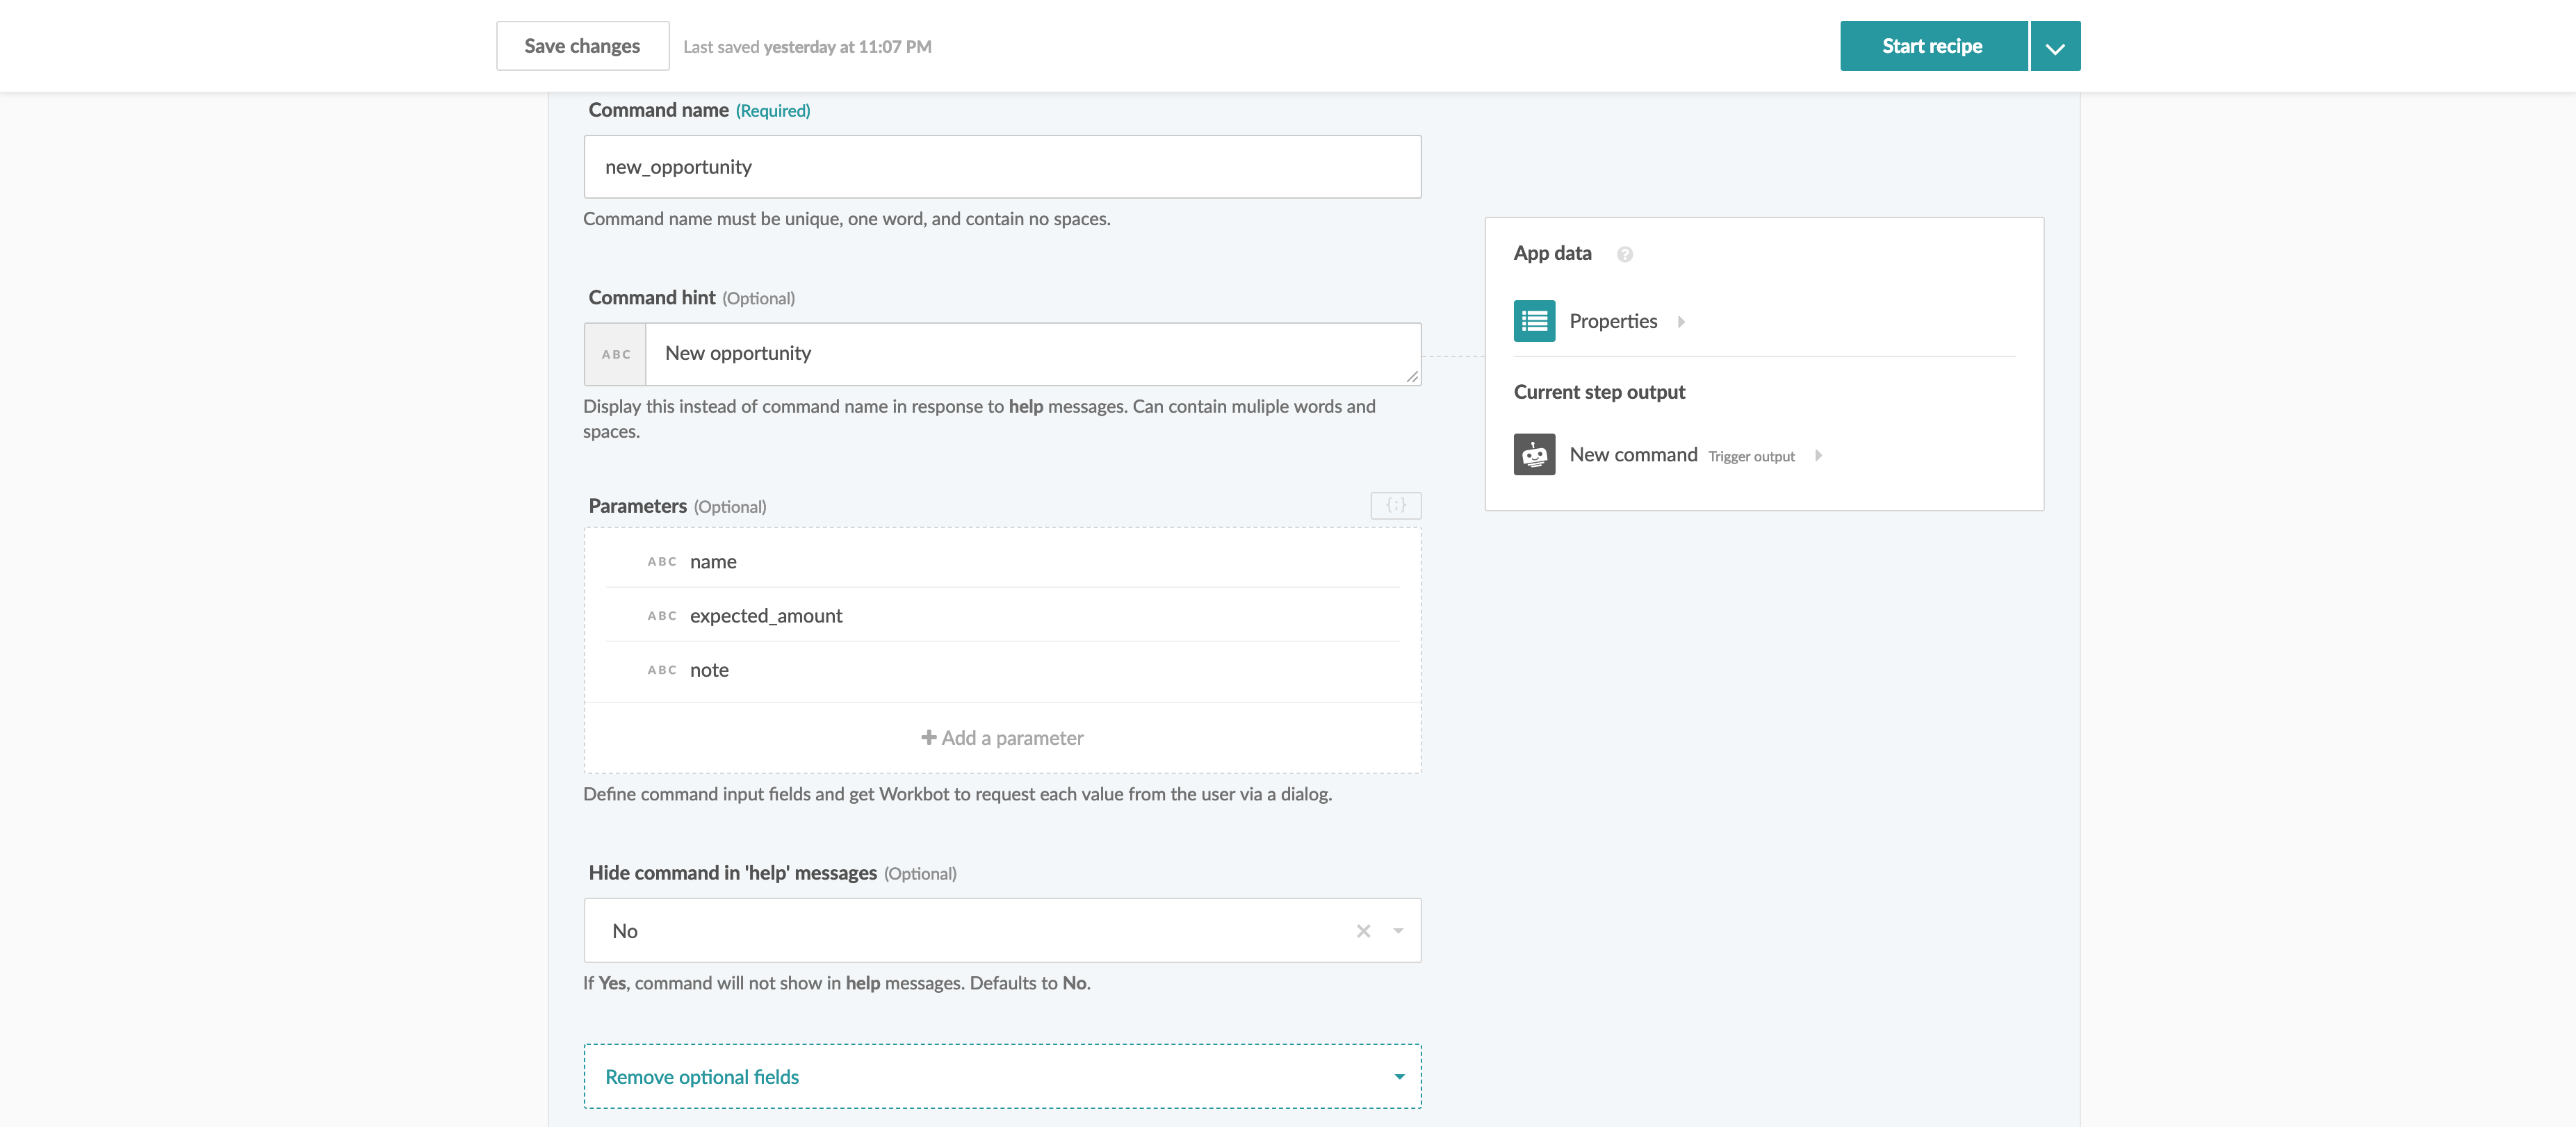 Save changes
Last saved yesterday at 11:07 PM
Start recipe
Command name (Required)
new_opportunity
Command name must be unique, one word, and contain no spaces.
Command hint (Optional)
ABC
New opportunity
Display this instead of command name in response to help messages. Can contain muliple words and
spaces.
Parameters (Optional)
{:}
ABC name
ABC expected_amount
ABC note
+ Add a parameter
Define command input fields and get Workbot to request each value from the user via a dialog.
Hide command in 'help' messages (Optional)
No
If Yes, command will not show in help messages. Defaults to No.
Remove optional fields
App data ?
Properties
Current step output
New command Trigger output